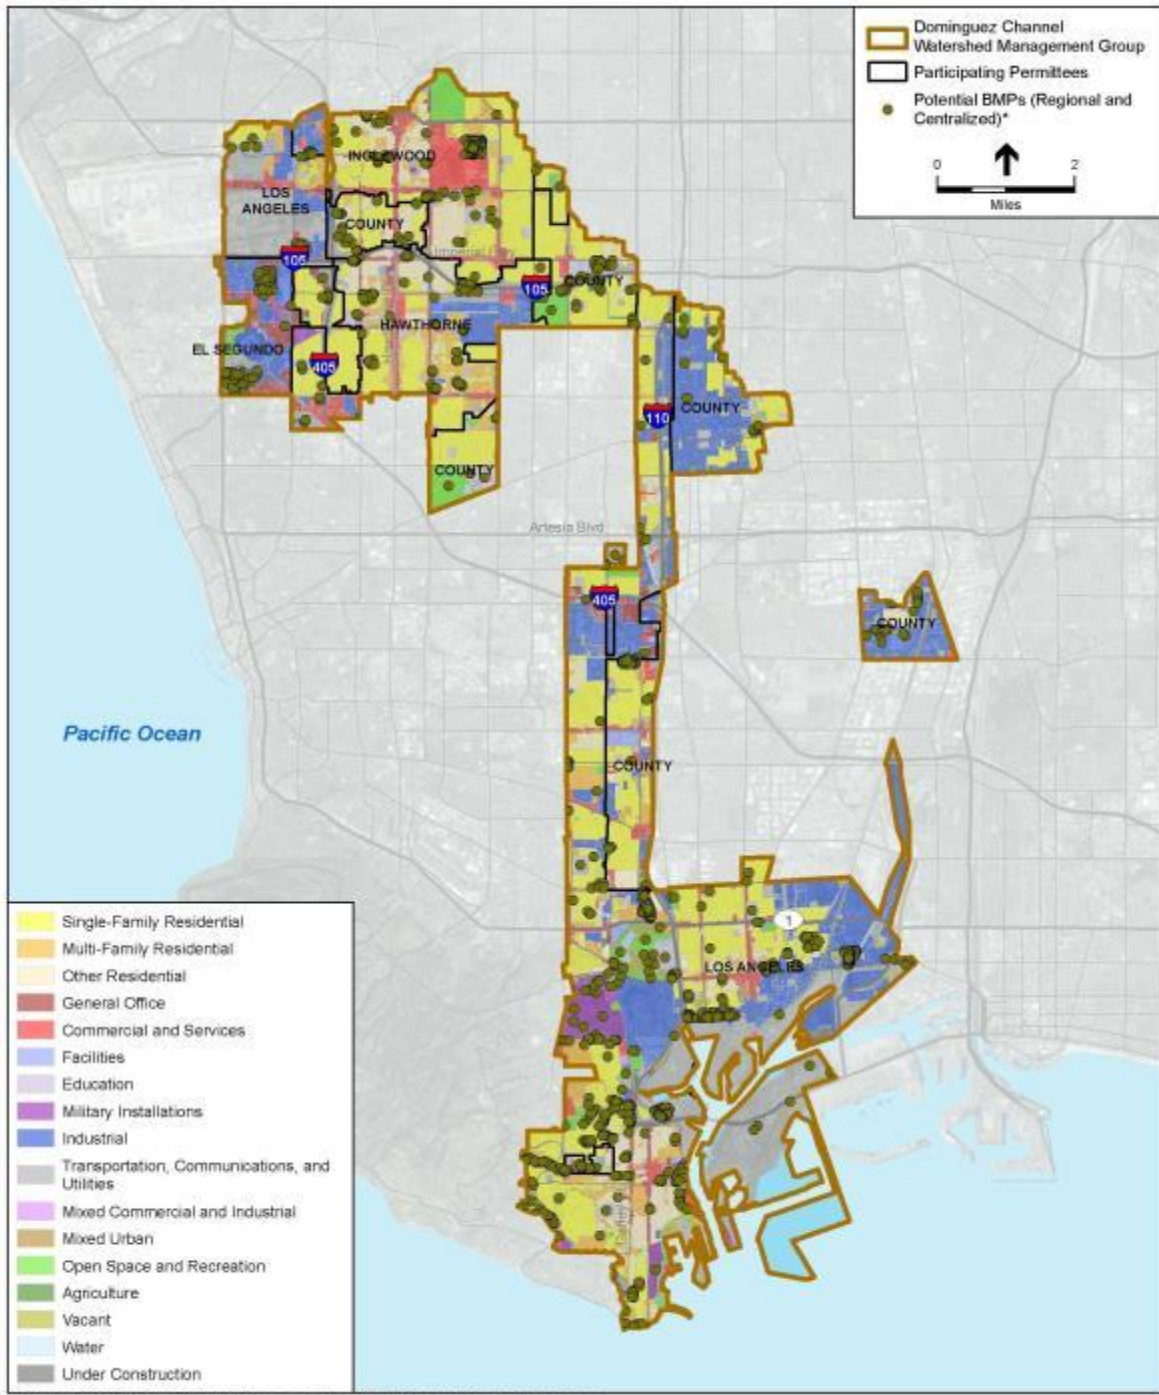 Dominguez Channel
Watershed Management Group
Participating Permittees
Potential BMPs (Regional and
Centralized)*
0
2
Miles
INGLEWOOD
LOS
ANGELES
COUNTY
Imperial Hwy
105
105
COUNTY
HAWTHORNE
EL SEGUNDO
405
110
COUNTY
COUNTY
Artesia Blvd
405
COUNTY
Pacific Ocean
COUNTY
1
LOS ANGELES
Gaffey
Single-Family Residential
Multi-Family Residential
Other Residential
General Office
Commercial and Services
Facilities
Education
Military Installations
Industrial
Transportation, Communications, and
Utilities
Mixed Commercial and Industrial
Mixed Urban
Open Space and Recreation
Agriculture
Vacant
Water
Under Construction